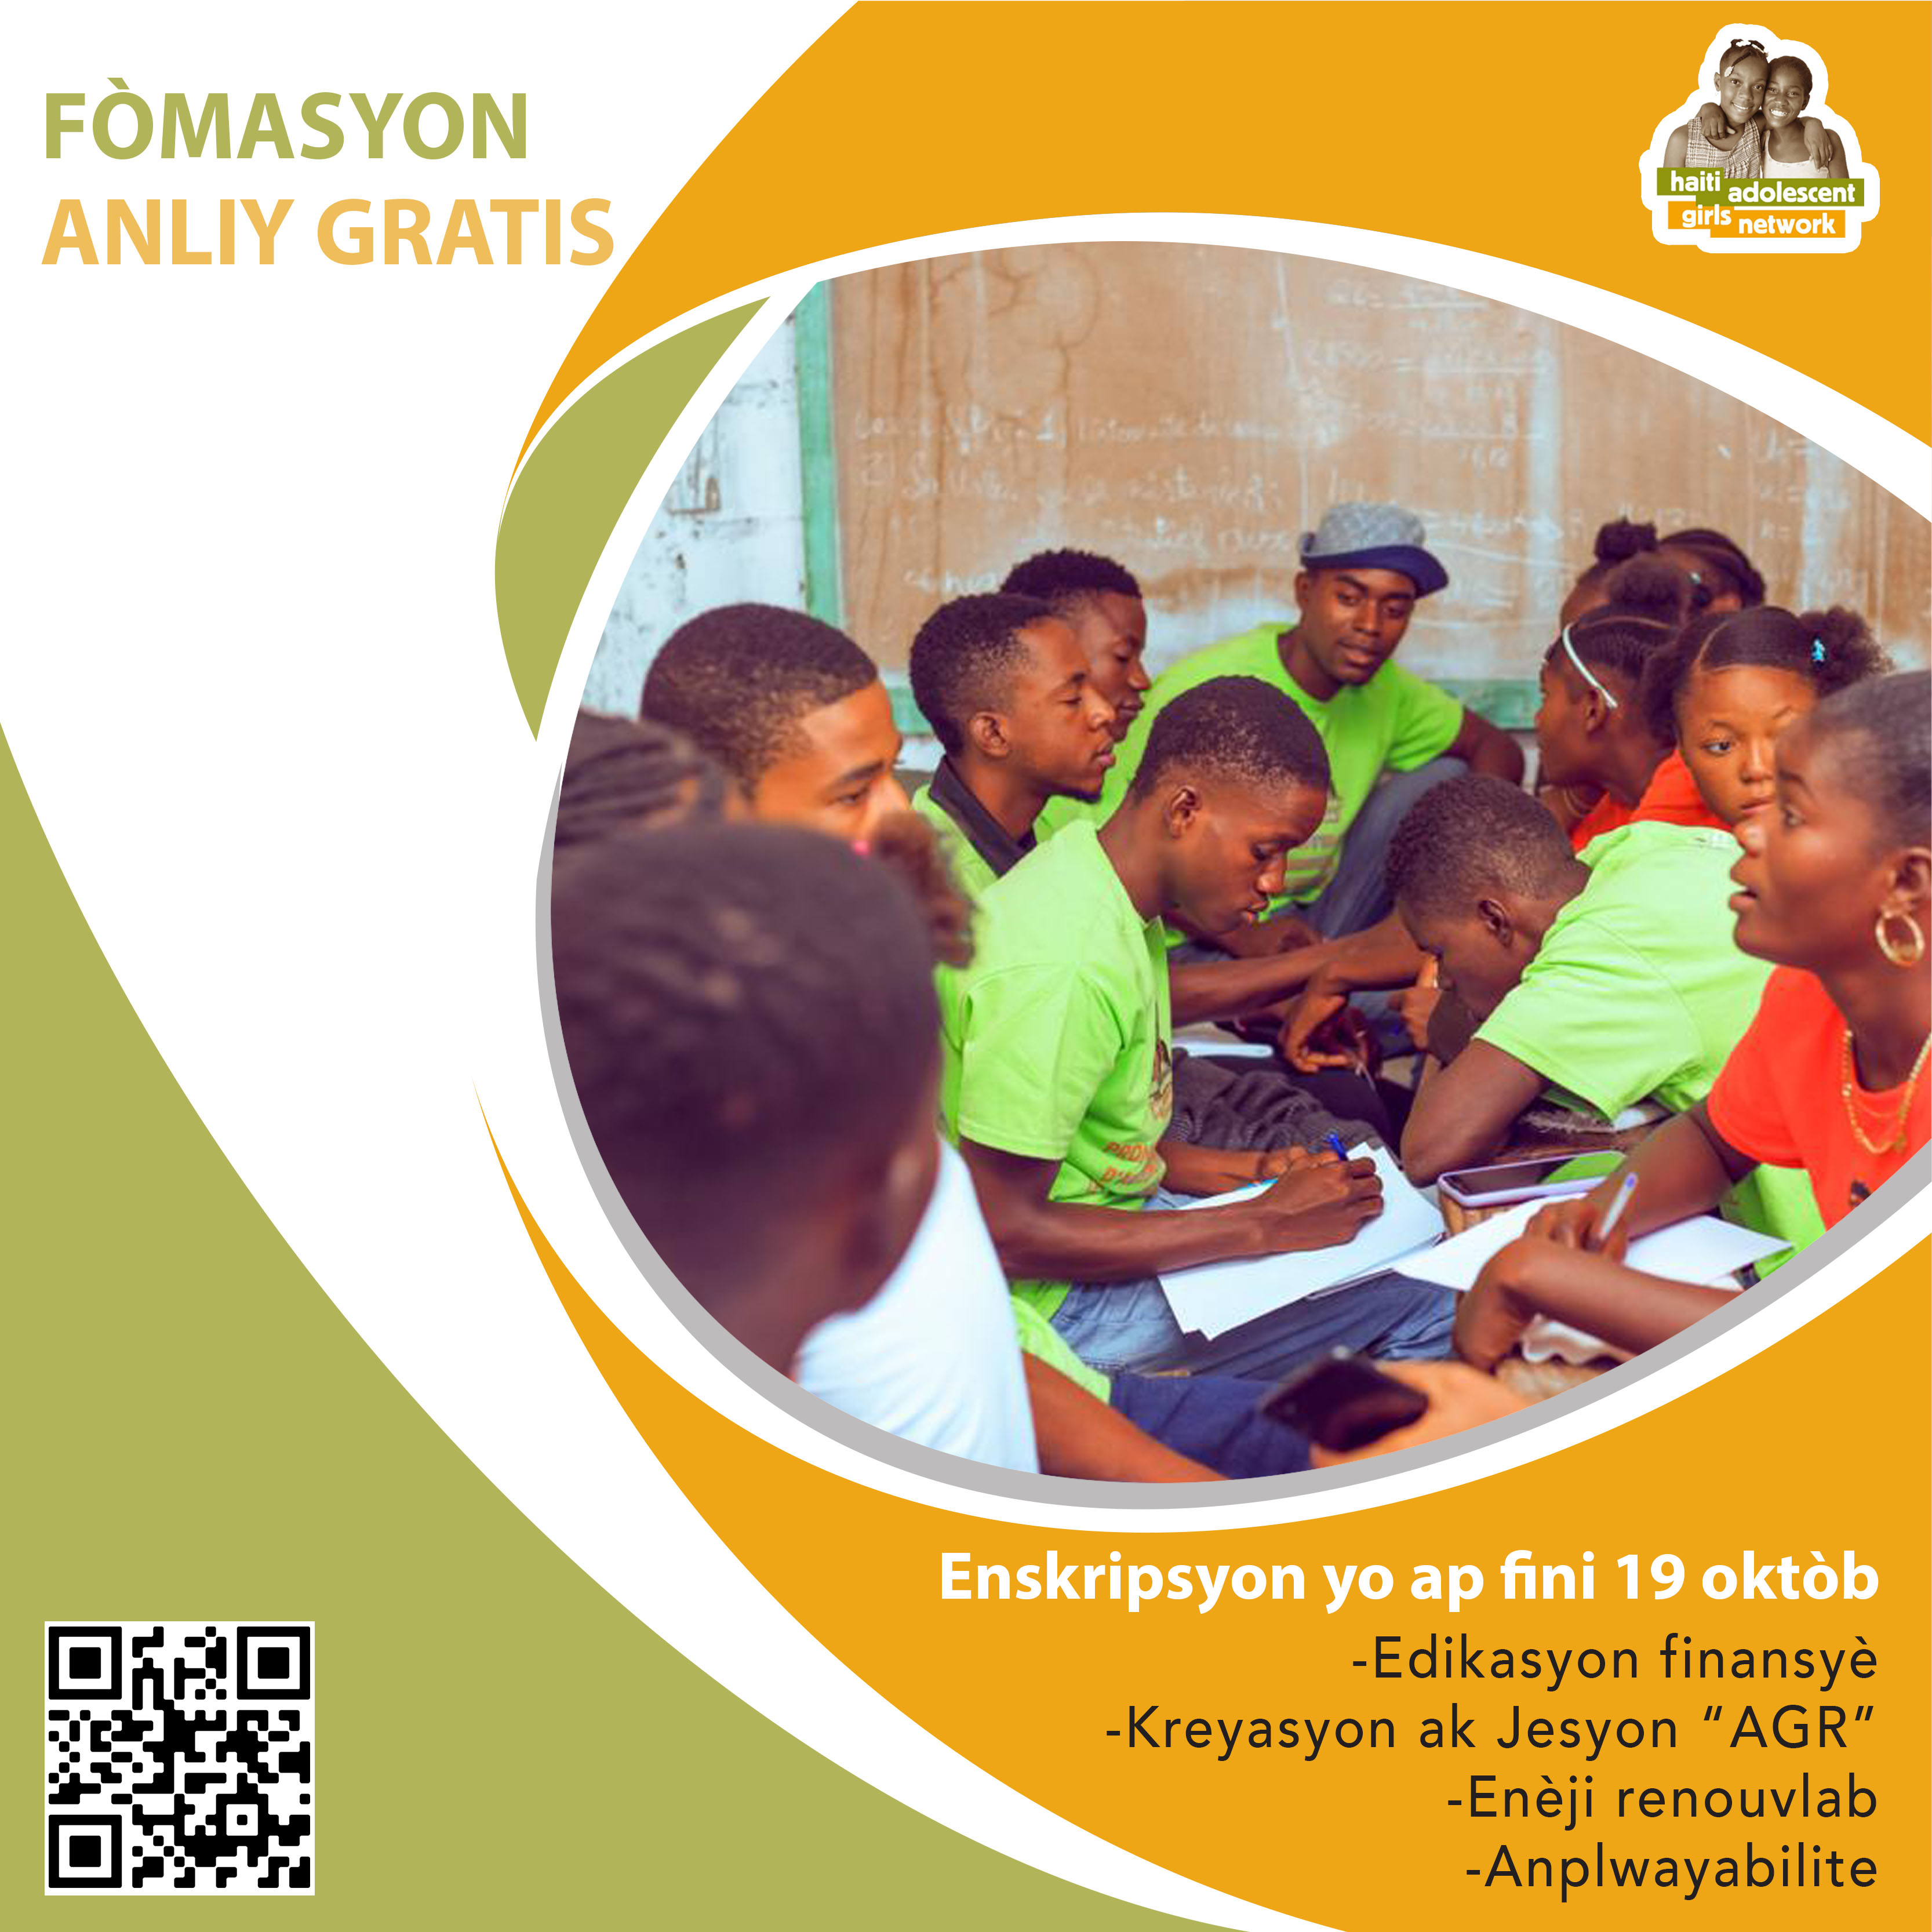 FÒMASYON
ANLIY GRATIS
haiti adolescent
girls network
Enskripsyon yo ap fini 19 oktòb
-Edikasyon finansyè
-Kreyasyon ak Jesyon “AGR”
-Enèji renouvlab
-Anplwayabilite